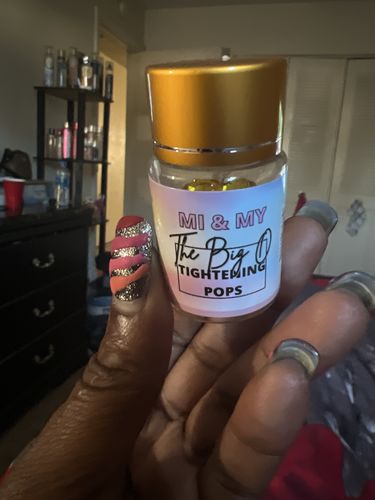 MI & MY
The Big O
TIGHTENING
POPS